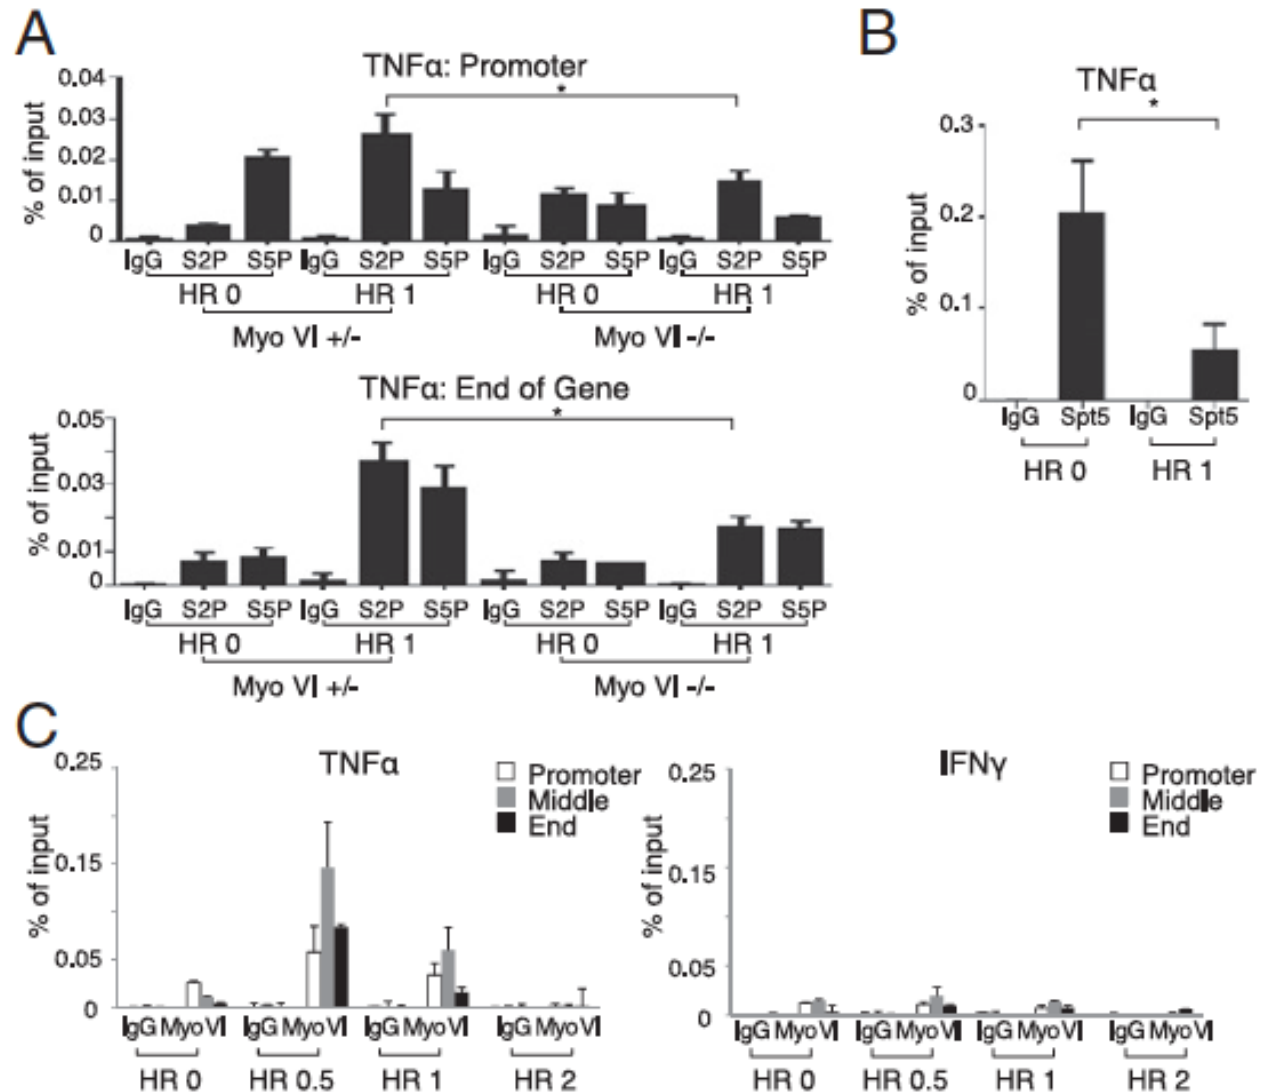 A
TNFα: Promoter
*
% of input
0.04
0.03
0.02
0.01
0
IgG S2P S5P IgG S2P S5P IgG S2P S5P IgG S2P S5P
HR 0 HR 1 HR 0 HR 1
Myo VI +/- Myo VI -/-
TNFα: End of Gene
*
% of input
0.05
0.03
0.01
0
IgG S2P S5P IgG S2P S5P IgG S2P S5P IgG S2P S5P
HR 0 HR 1 HR 0 HR 1
Myo VI +/- Myo VI -/-
B
TNFα
*
% of input
0.3
0.2
0.1
0
IgG Spt5 IgG Spt5
HR 0 HR 1
C
TNFα
Promoter
Middle
End
% of input
0.25
0.15
0.05
0
IgG Myo VI IgG Myo VI IgG Myo VI IgG Myo VI
HR 0 HR 0.5 HR 1 HR 2
IFNγ
Promoter
Middle
End
% of input
0.25
0.15
0.05
0
IgG Myo VI IgG Myo VI IgG Myo VI IgG Myo VI
HR 0 HR 0.5 HR 1 HR 2